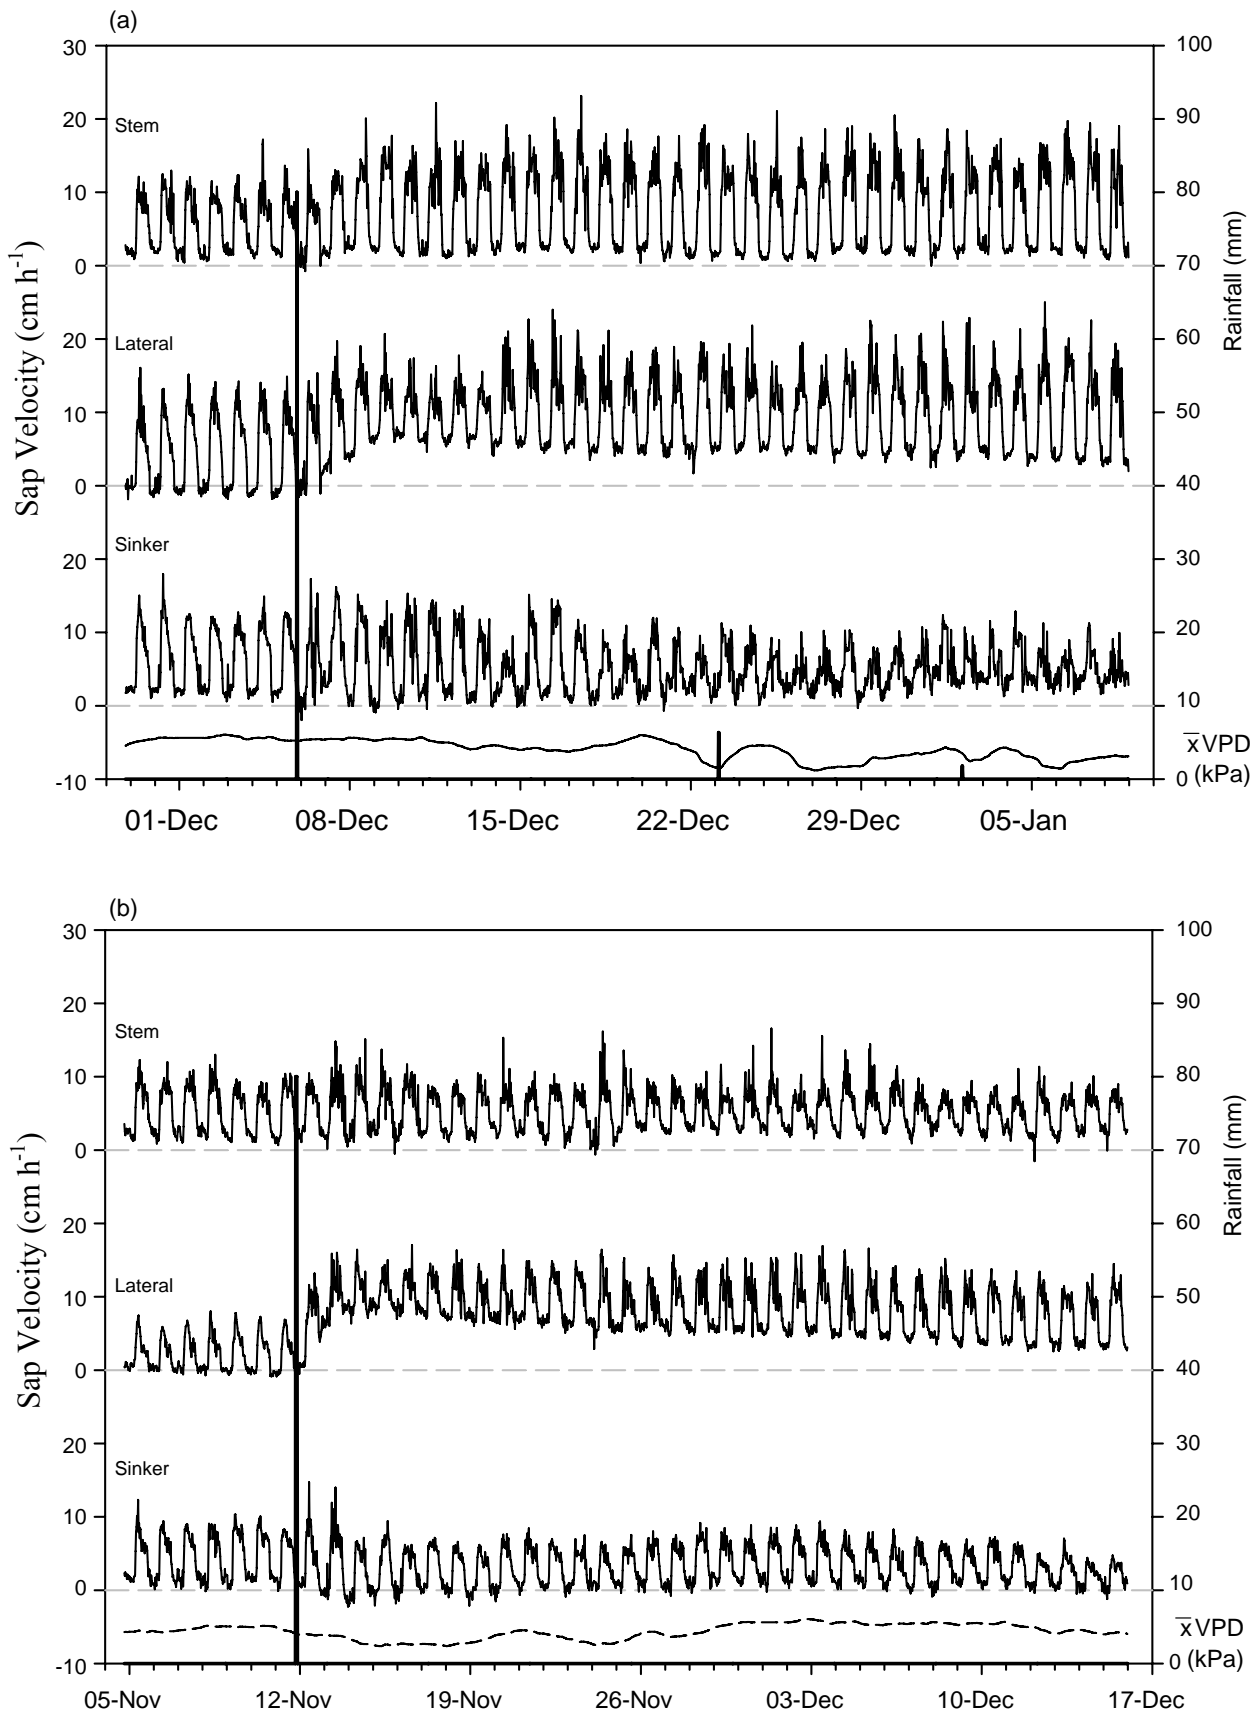 (a)
30
100
20
Stem
90
10
80
0
70
Lateral
20
60
10
50
0
40
Sinker
20
30
10
20
0
10
-10
0
x̅ VPD
(kPa)
Sap Velocity (cm h⁻¹)
Rainfall (mm)
01-Dec 08-Dec 15-Dec 22-Dec 29-Dec 05-Jan
(b)
30
100
20
90
Stem
10
80
0
70
20
60
Lateral
10
50
0
40
20
30
Sinker
10
20
0
10
-10
0
x̅ VPD
(kPa)
Sap Velocity (cm h⁻¹)
Rainfall (mm)
05-Nov 12-Nov 19-Nov 26-Nov 03-Dec 10-Dec 17-Dec